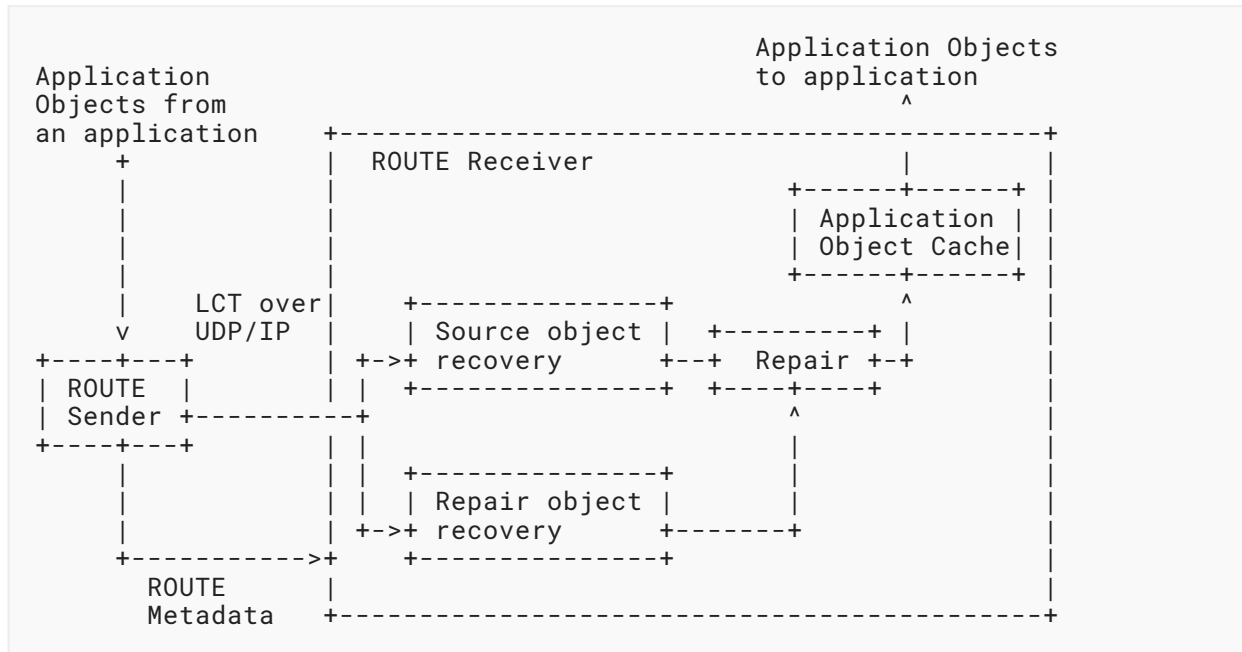 Application Objects
to application
Application
Objects from
an application
ROUTE Receiver
Application
Object Cache
LCT over
UDP/IP
Source object
recovery
Repair
ROUTE
Sender
Repair object
recovery
ROUTE
Metadata